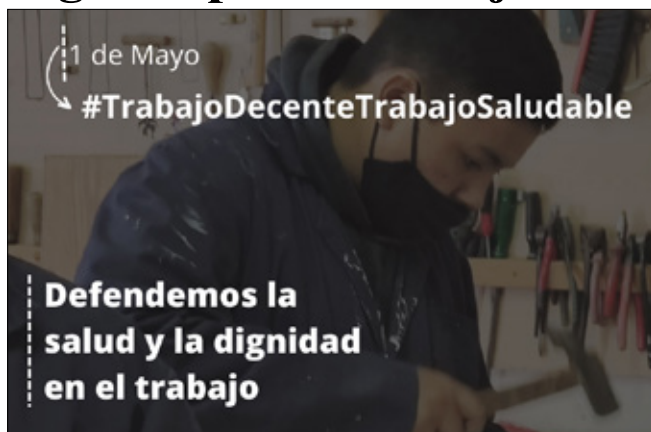 1 de Mayo
#TrabajoDecenteTrabajoSaludable
Defendemos la
salud y la dignidad
en el trabajo